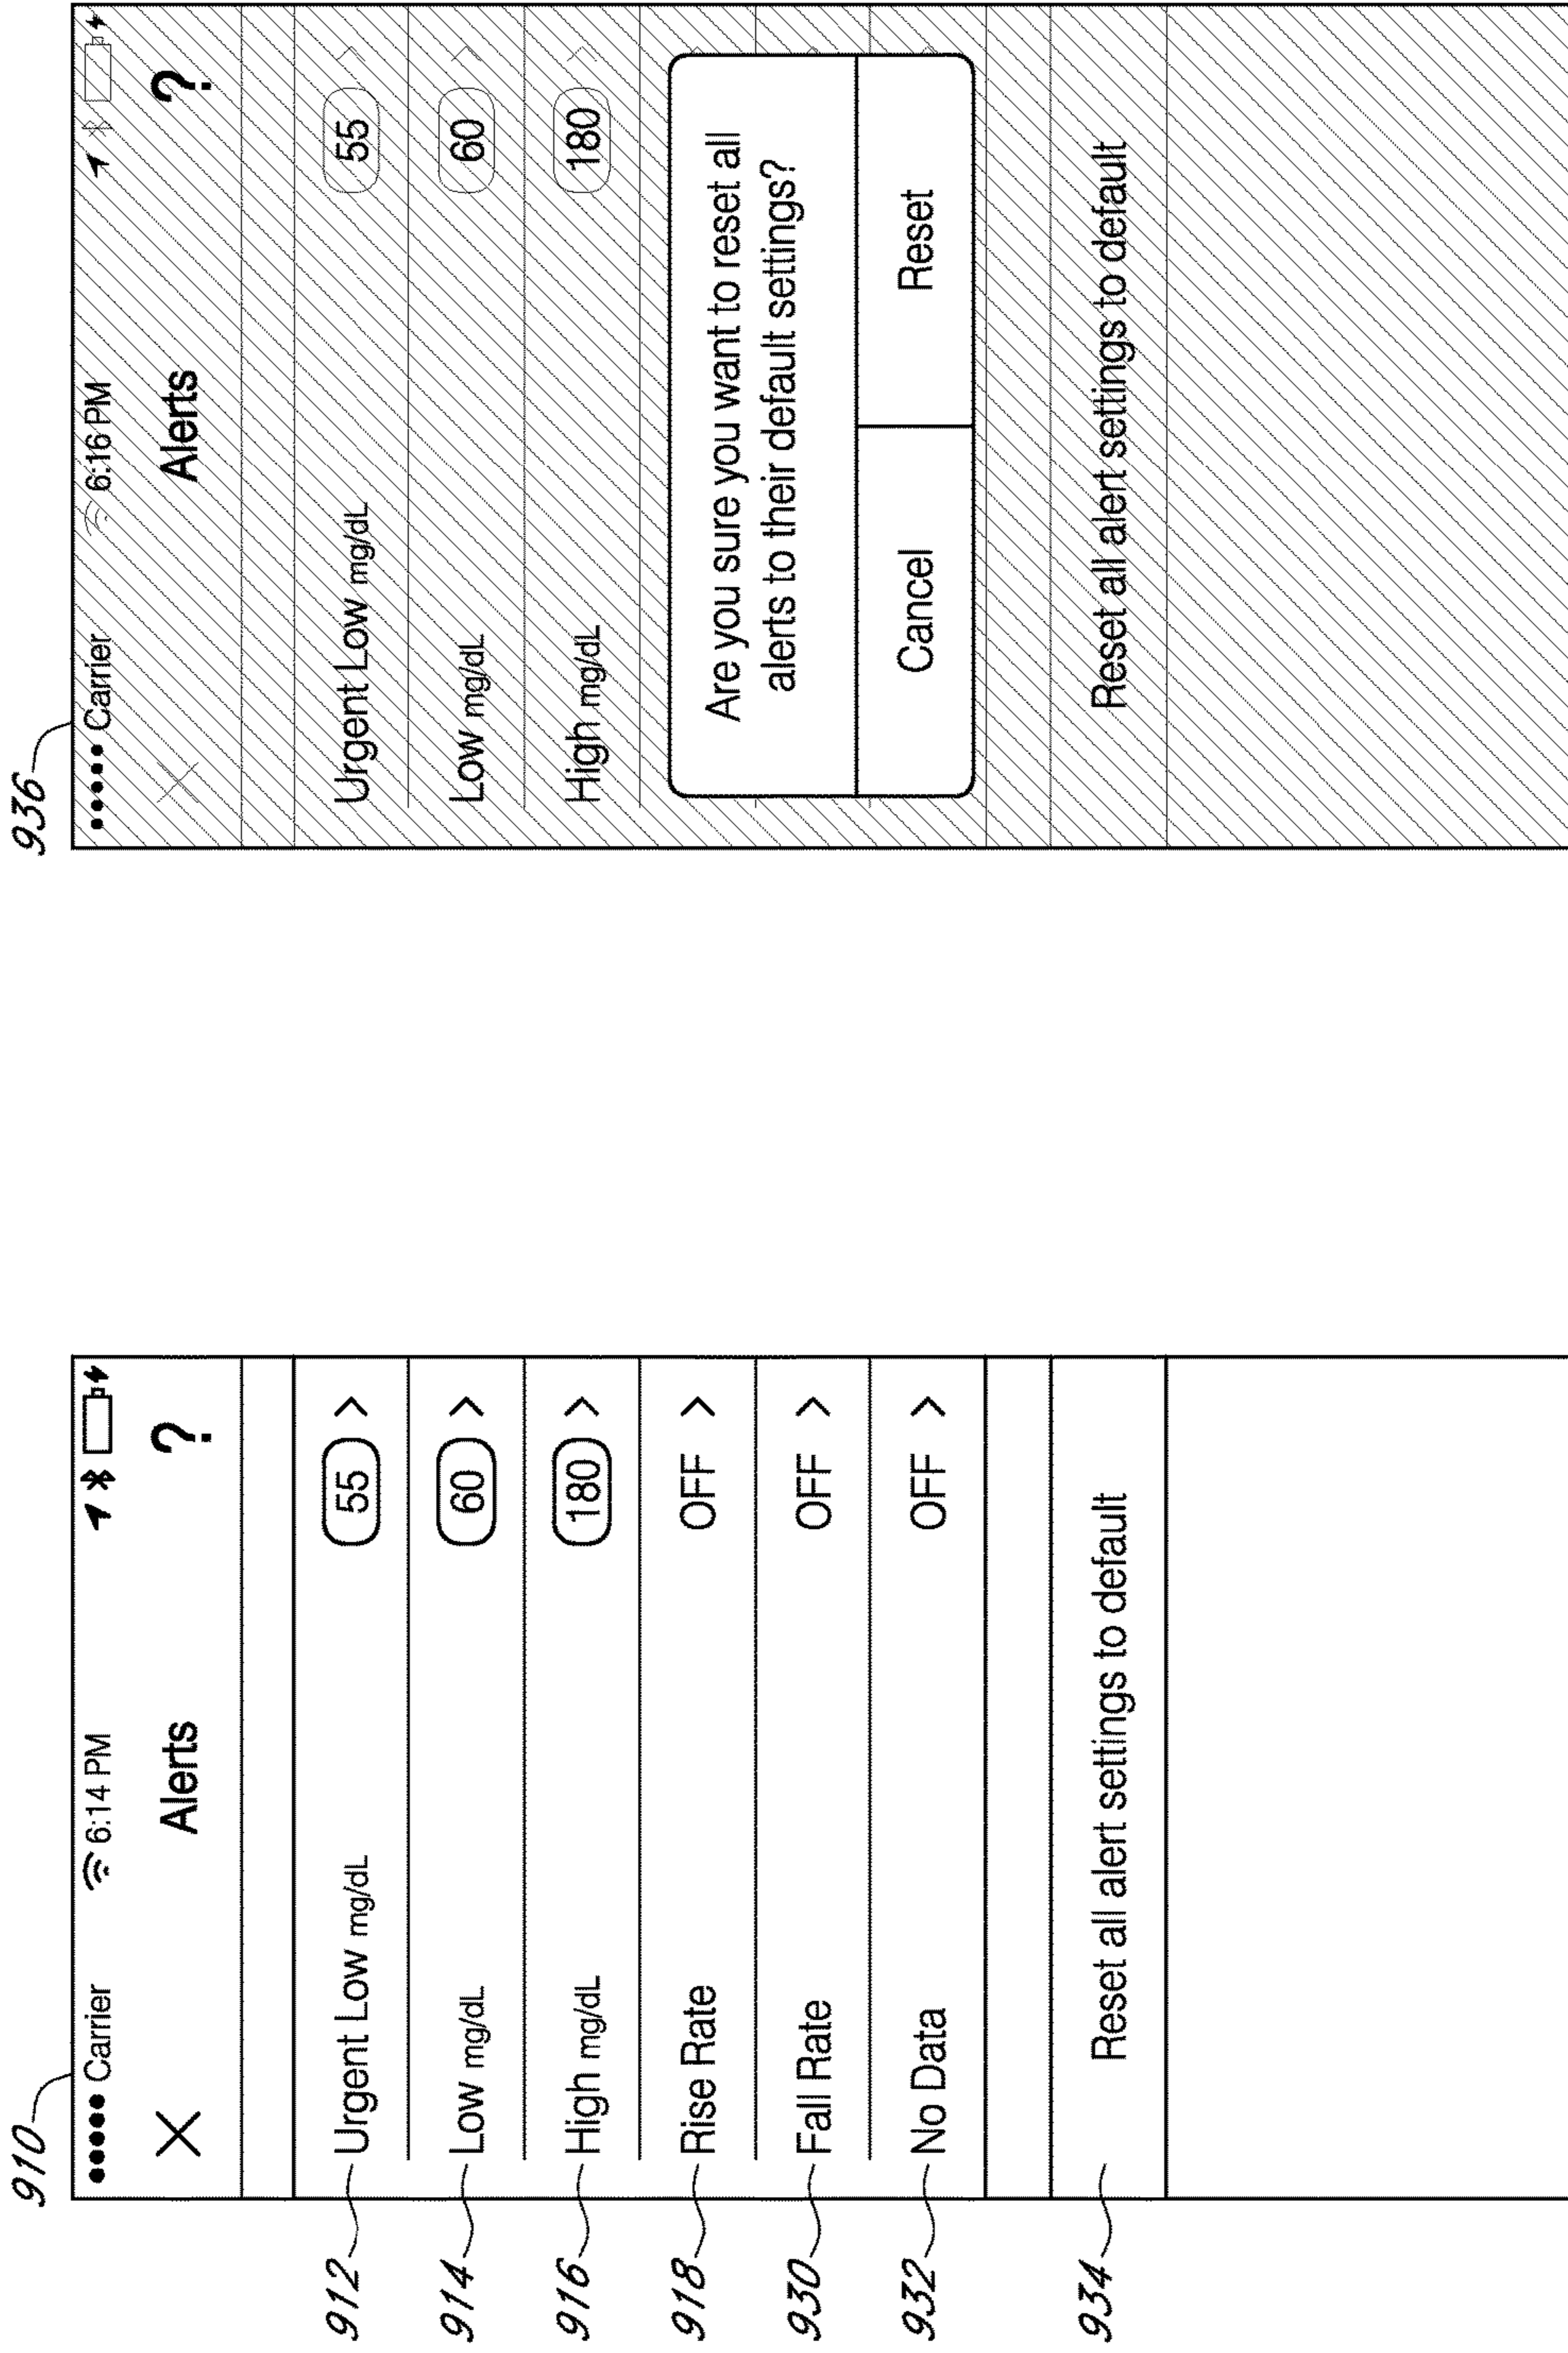 910
Carrier 6:14 PM
X Alerts ?
912 Urgent Low mg/dL 55 >
914 Low mg/dL 60 >
916 High mg/dL 180 >
918 Rise Rate OFF >
930 Fall Rate OFF >
932 No Data OFF >
934 Reset all alert settings to default
936
Carrier 6:16 PM
X Alerts ?
Urgent Low mg/dL 55 >
Low mg/dL 60 >
High mg/dL 180 >
Are you sure you want to reset all
alerts to their default settings?
Cancel Reset
Reset all alert settings to default